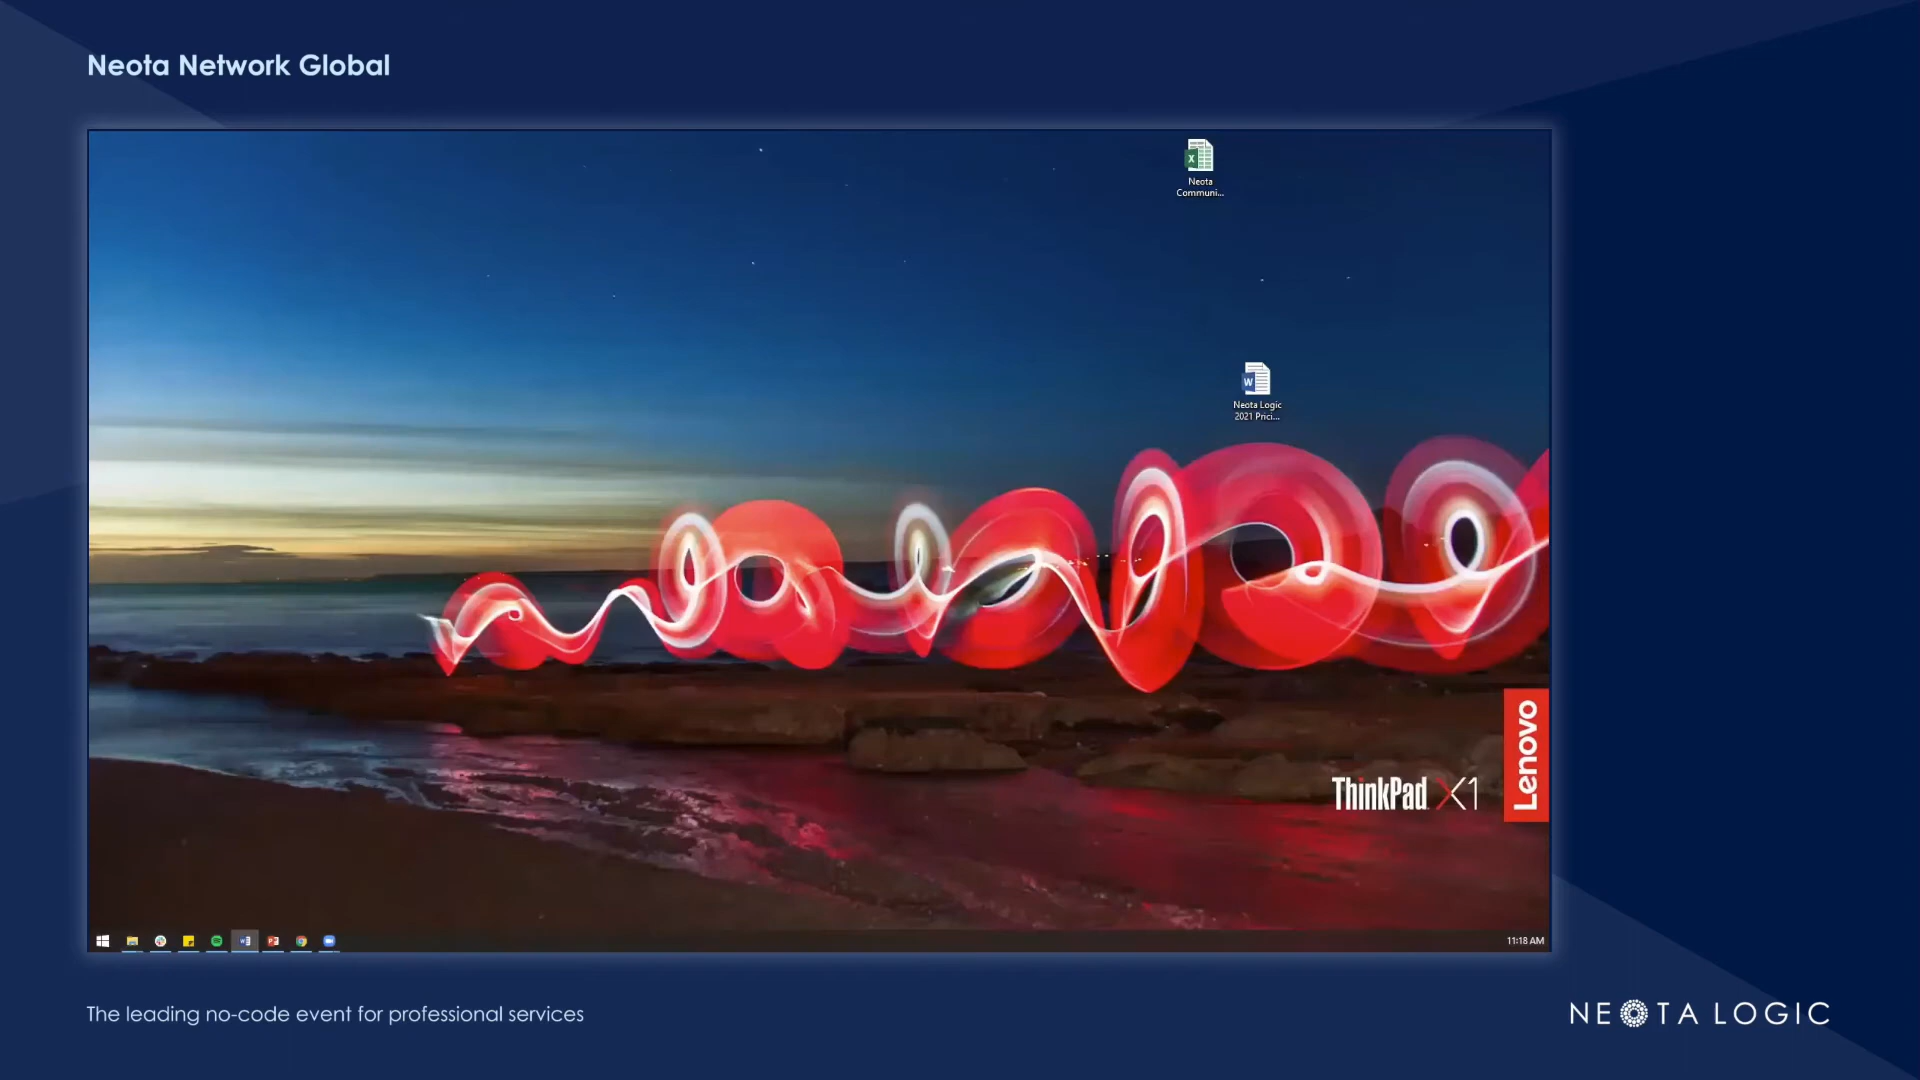 Neota Network Global
Neota
Communi...
Neota Logic
2021 Prici...
Lenovo
ThinkPad X1
11:18 AM
The leading no-code event for professional services
NEOTA LOGIC